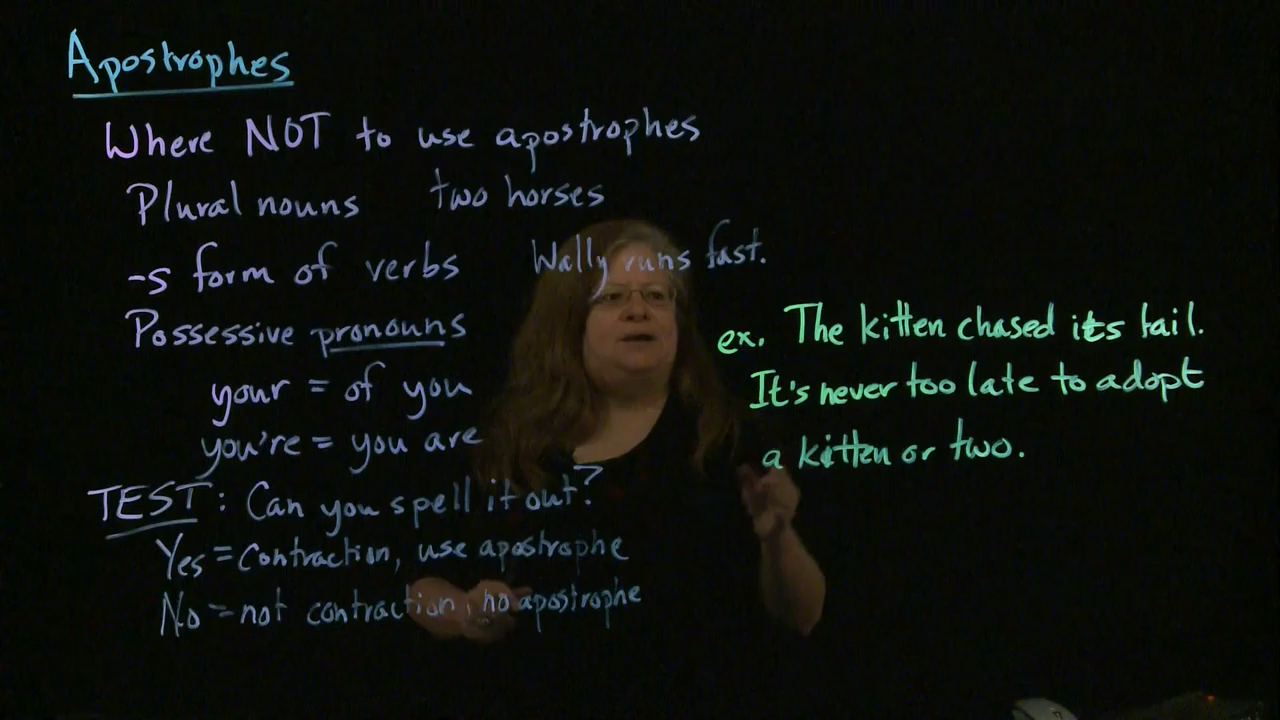 Apostrophes
Where NOT to use apostrophes
Plural nouns two horses
-s form of verbs Wally runs fast.
Possessive pronouns
your = of you
you're = you are
TEST: Can you spell it out?
Yes = Contraction, use apostrophe
No = not contraction, no apostrophe
ex. The kitten chased its tail.
It's never too late to adopt
a kitten or two.